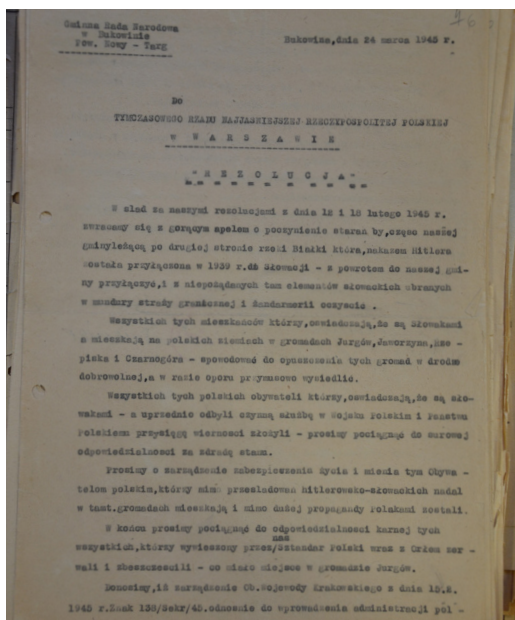 76
Gminna Rada Narodowa
w Bukowinie
Pow. Nowy - Targ
Bukowina,dnia 24 marca 1945 r.
Do
TYMCZASOWEGO RZĄDU NAJJAŚNIEJSZEJ RZECZYPOSPOLITEJ POLSKIEJ
w W A R S Z A W I E
"R E Z O L U C J A"
W ślad za naszymi rezolucjami z dnia 12 i 18 lutego 1945 r.
zwracamy się z gorącym apelem o poczynienie starań by,część naszej
gminy leżącą po drugiej stronie rzeki Białki która,nakazem Hitlera
została przyłączona w 1939 r.do Słowacji - z powrotem do naszej gmi-
ny przyłączyć,i z niepożądanych tam elementów słowackich ubranych
w mundury straży granicznej i żandarmerii oczyścić .
Wszystkich tych mieszkańców którzy,oświadczają,że są Słowakami
a mieszkają na polskich ziemiach w gromadach Jurgów,Jaworzyna,Rze -
piska i Czarnogóra - spowodować do opuszczenia tych gromad w drodze
dobrowolnej,a w razie oporu przymusowo wysiedlić.
Wszystkich tych polskich obywateli którzy,oświadczają,że są sło-
wakami - a uprzednio odbyli czynną służbę w Wojsku Polskim i Państwu
Polskiemu przysięgę wierności złożyli - prosimy pociągnąć do surowej
odpowiedzialności za zdradę stanu.
Prosimy o zarządzenie zabezpieczenia życia i mienia tym Obywa -
telom polskim,którzy mimo prześladowań hitlerowsko-słowackich nadal
w tamt.gromadach mieszkają i mimo dużej propagandy Polakami zostali.
W końcu prosimy pociągnąć do odpowiedzialności karnej tych
nas
wszystkich,którzy wywieszony przez/Sztandar Polski wraz z Orłem zer -
wali i zbezcześcili - co miało miejsce w gromadzie Jurgów.
Donosimy,iż zarządzenie Ob.Wojewody Krakowskiego z dnia
1945 r.Znak 138/Sekr/45.odnośnie do wprowadzenia administracji pol -